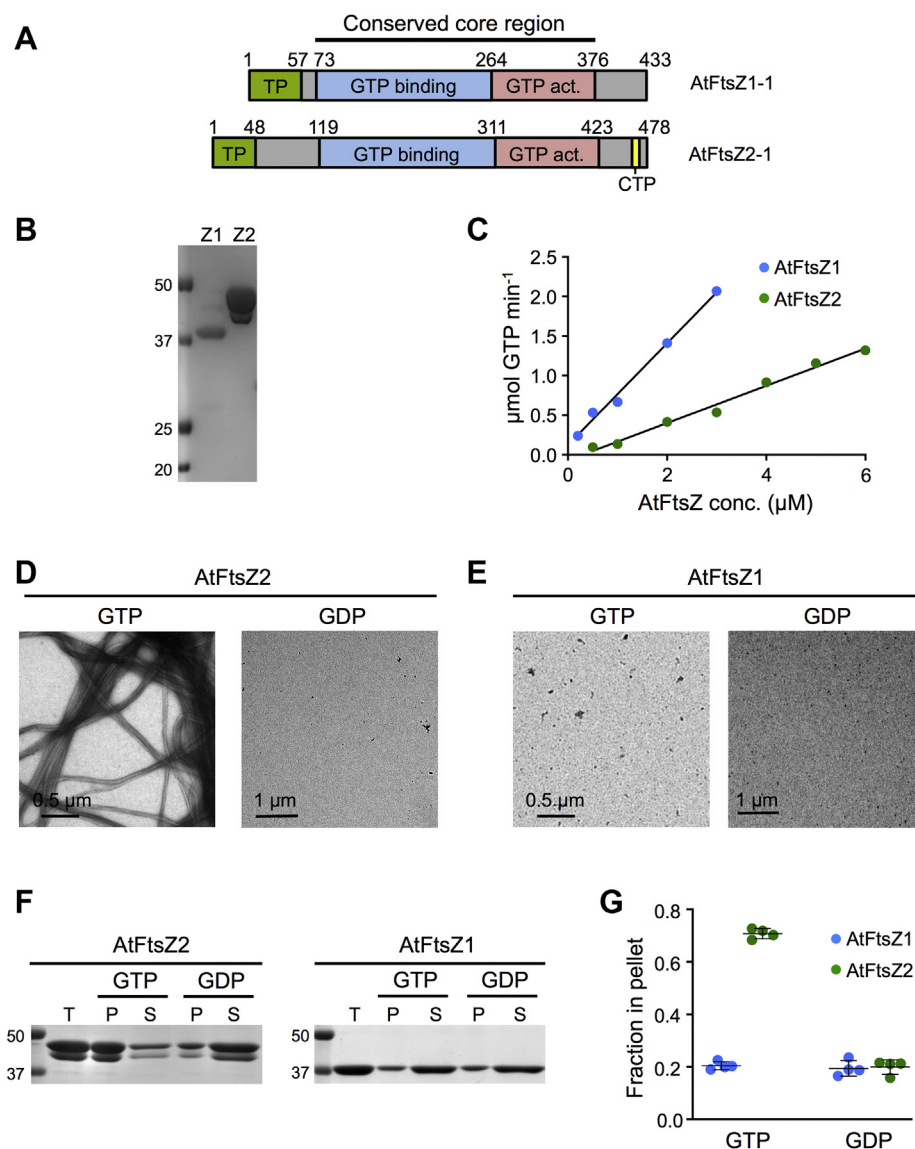 A
Conserved core region
1 57 73 264 376 433
TP GTP binding GTP act. AtFtsZ1-1
1 48 119 311 423 478
TP GTP binding GTP act. AtFtsZ2-1
CTP
B
Z1 Z2
50
37
25
20
C
AtFtsZ1
AtFtsZ2
µmol GTP min-1
2.5
2.0
1.5
1.0
0.5
0.0
0 2 4 6
AtFtsZ conc. (µM)
D
AtFtsZ2
GTP GDP
0.5 µm 1 µm
E
AtFtsZ1
GTP GDP
0.5 µm 1 µm
F
AtFtsZ2
GTP GDP
T P S P S
50
37
AtFtsZ1
GTP GDP
T P S P S
50
37
G
Fraction in pellet
0.8
0.6
0.4
0.2
0.0
AtFtsZ1
AtFtsZ2
GTP GDP